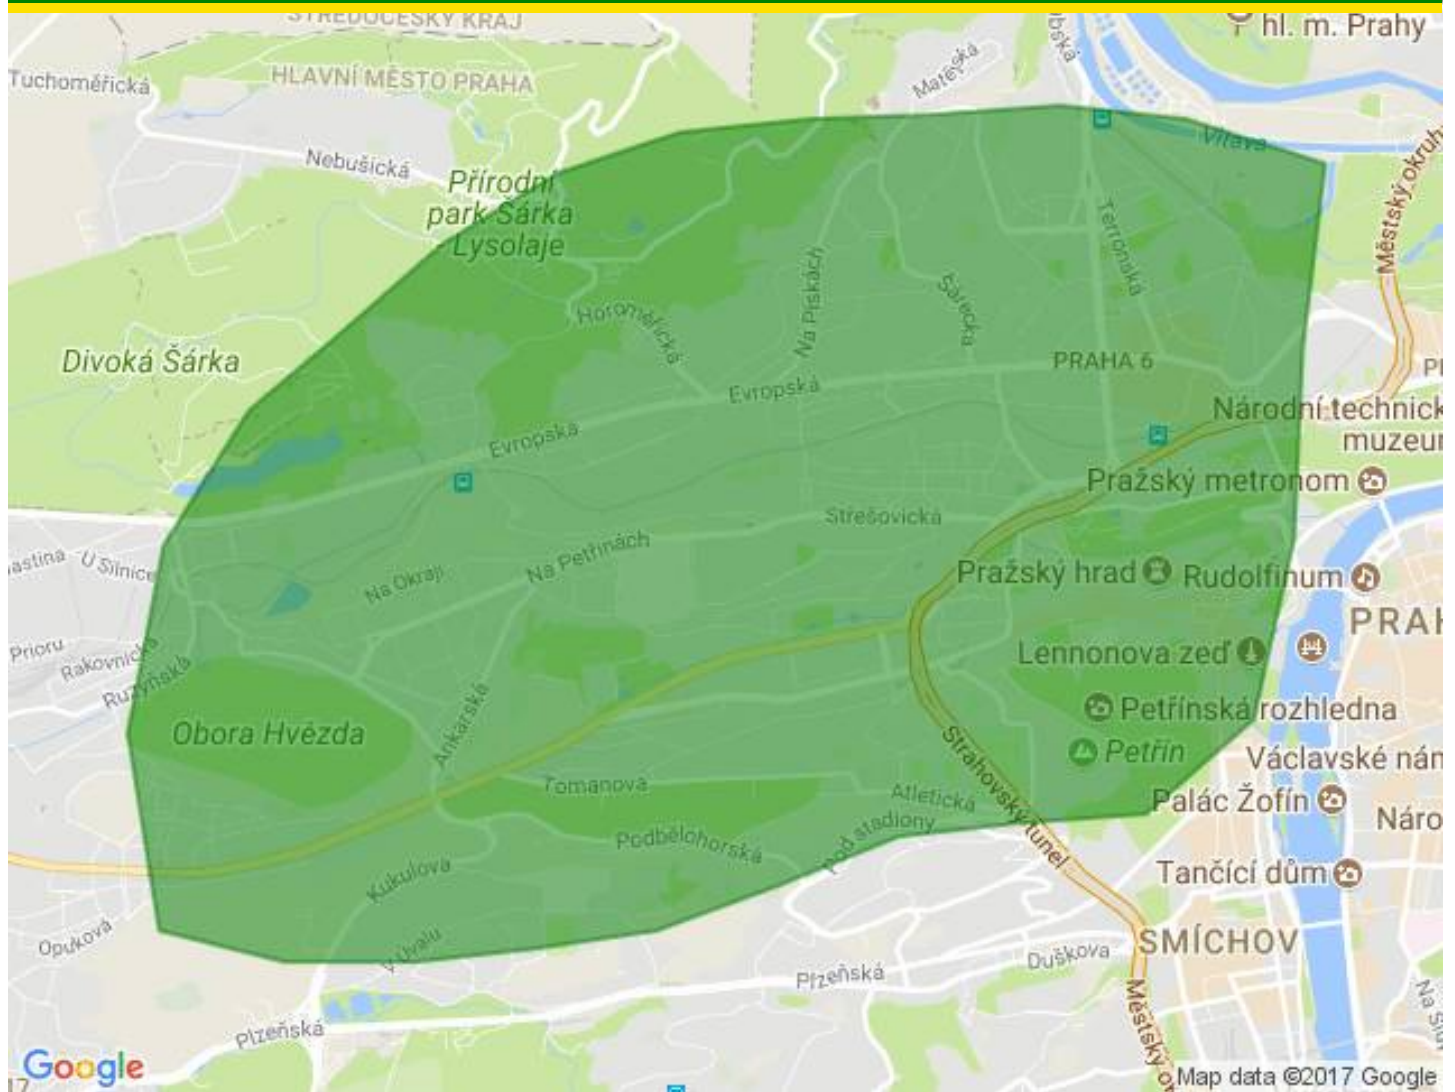 STŘEDOČESKÝ KRAJ
hl. m. Prahy
Tuchoměřická
HLAVNÍ MĚSTO PRAHA
Matějská
Nebušická
Vltava
Městský okruh
Přírodní
park Šárka
- Lysolaje
Terronská
Na Pískách
Šárecká
Horoměřická
Divoká Šárka
PRAHA 6
Evropská
Národní technick
muzeum
Evropská
Pražský metronom
Střešovická
Na Petřinách
U Silnice
Na Okraji
Pražský hrad
Rudolfinum
PRAH
Prioru
Rakovnická
Ruzyňská
Lennonova zeď
Petřínská rozhledna
Ankarská
Obora Hvězda
Petřín
Strahovský tunel
Václavské nám
Tomanova
Atletická
Palác Žofín
Náro
Podbělohorská
Pod stadiony
Kukulova
Tančící dům
Opuková
V Úvalu
SMÍCHOV
Duškova
Plzeňská
Plzeňská
Městský o
Google
Map data ©2017 Google